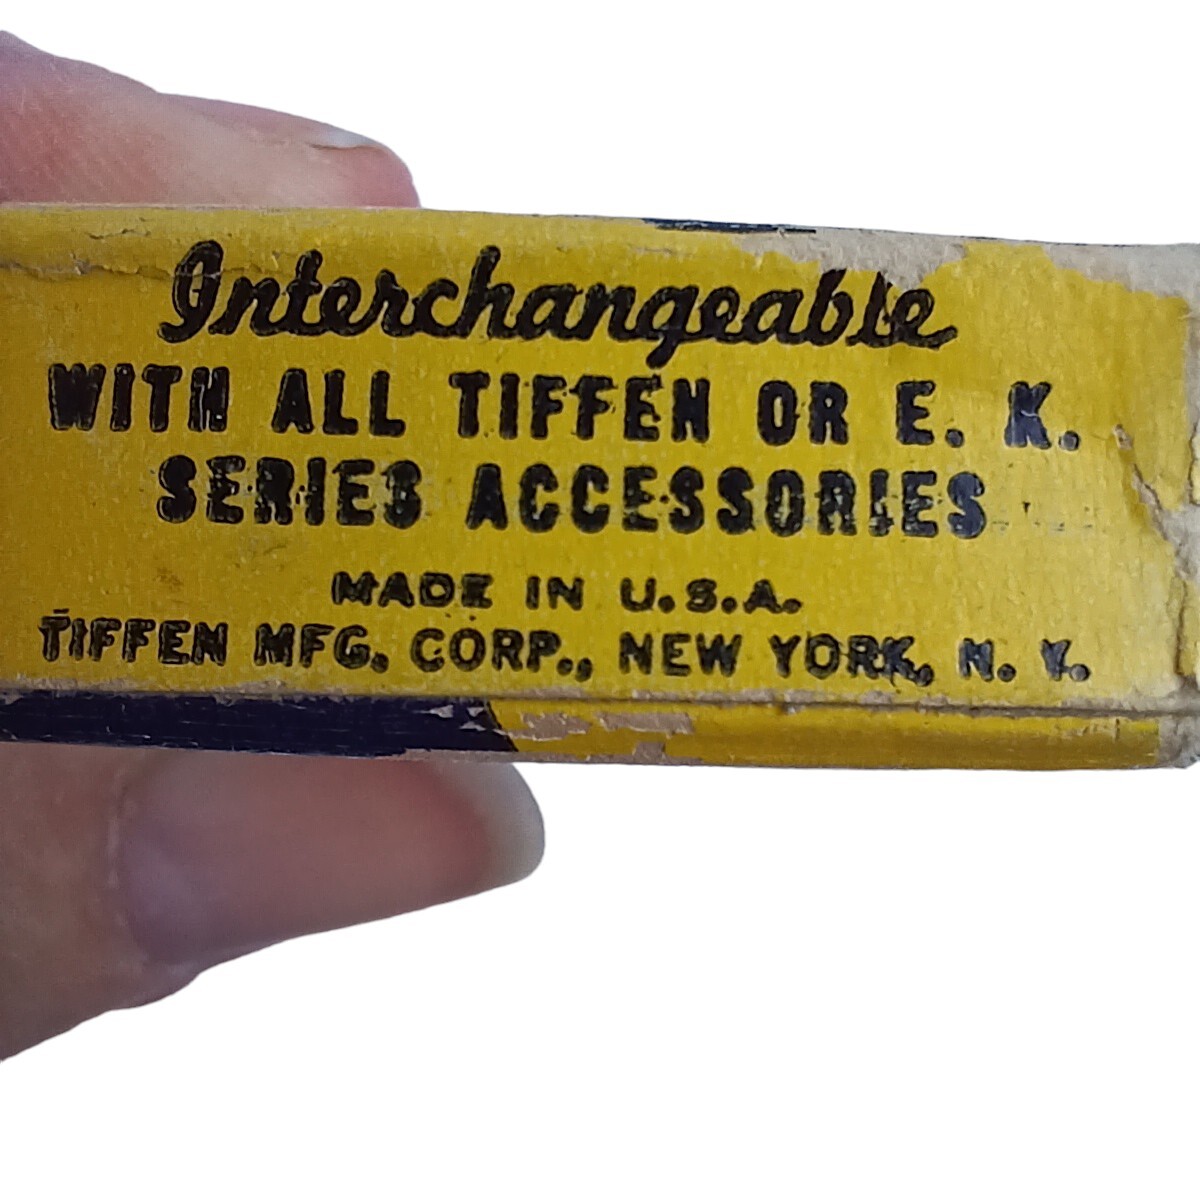 Interchangeable
WITH ALL TIFFEN OR E. K.
SERIES ACCESSORIES
MADE IN U.S.A.
TIFFEN MFG. CORP., NEW YORK, N. Y.